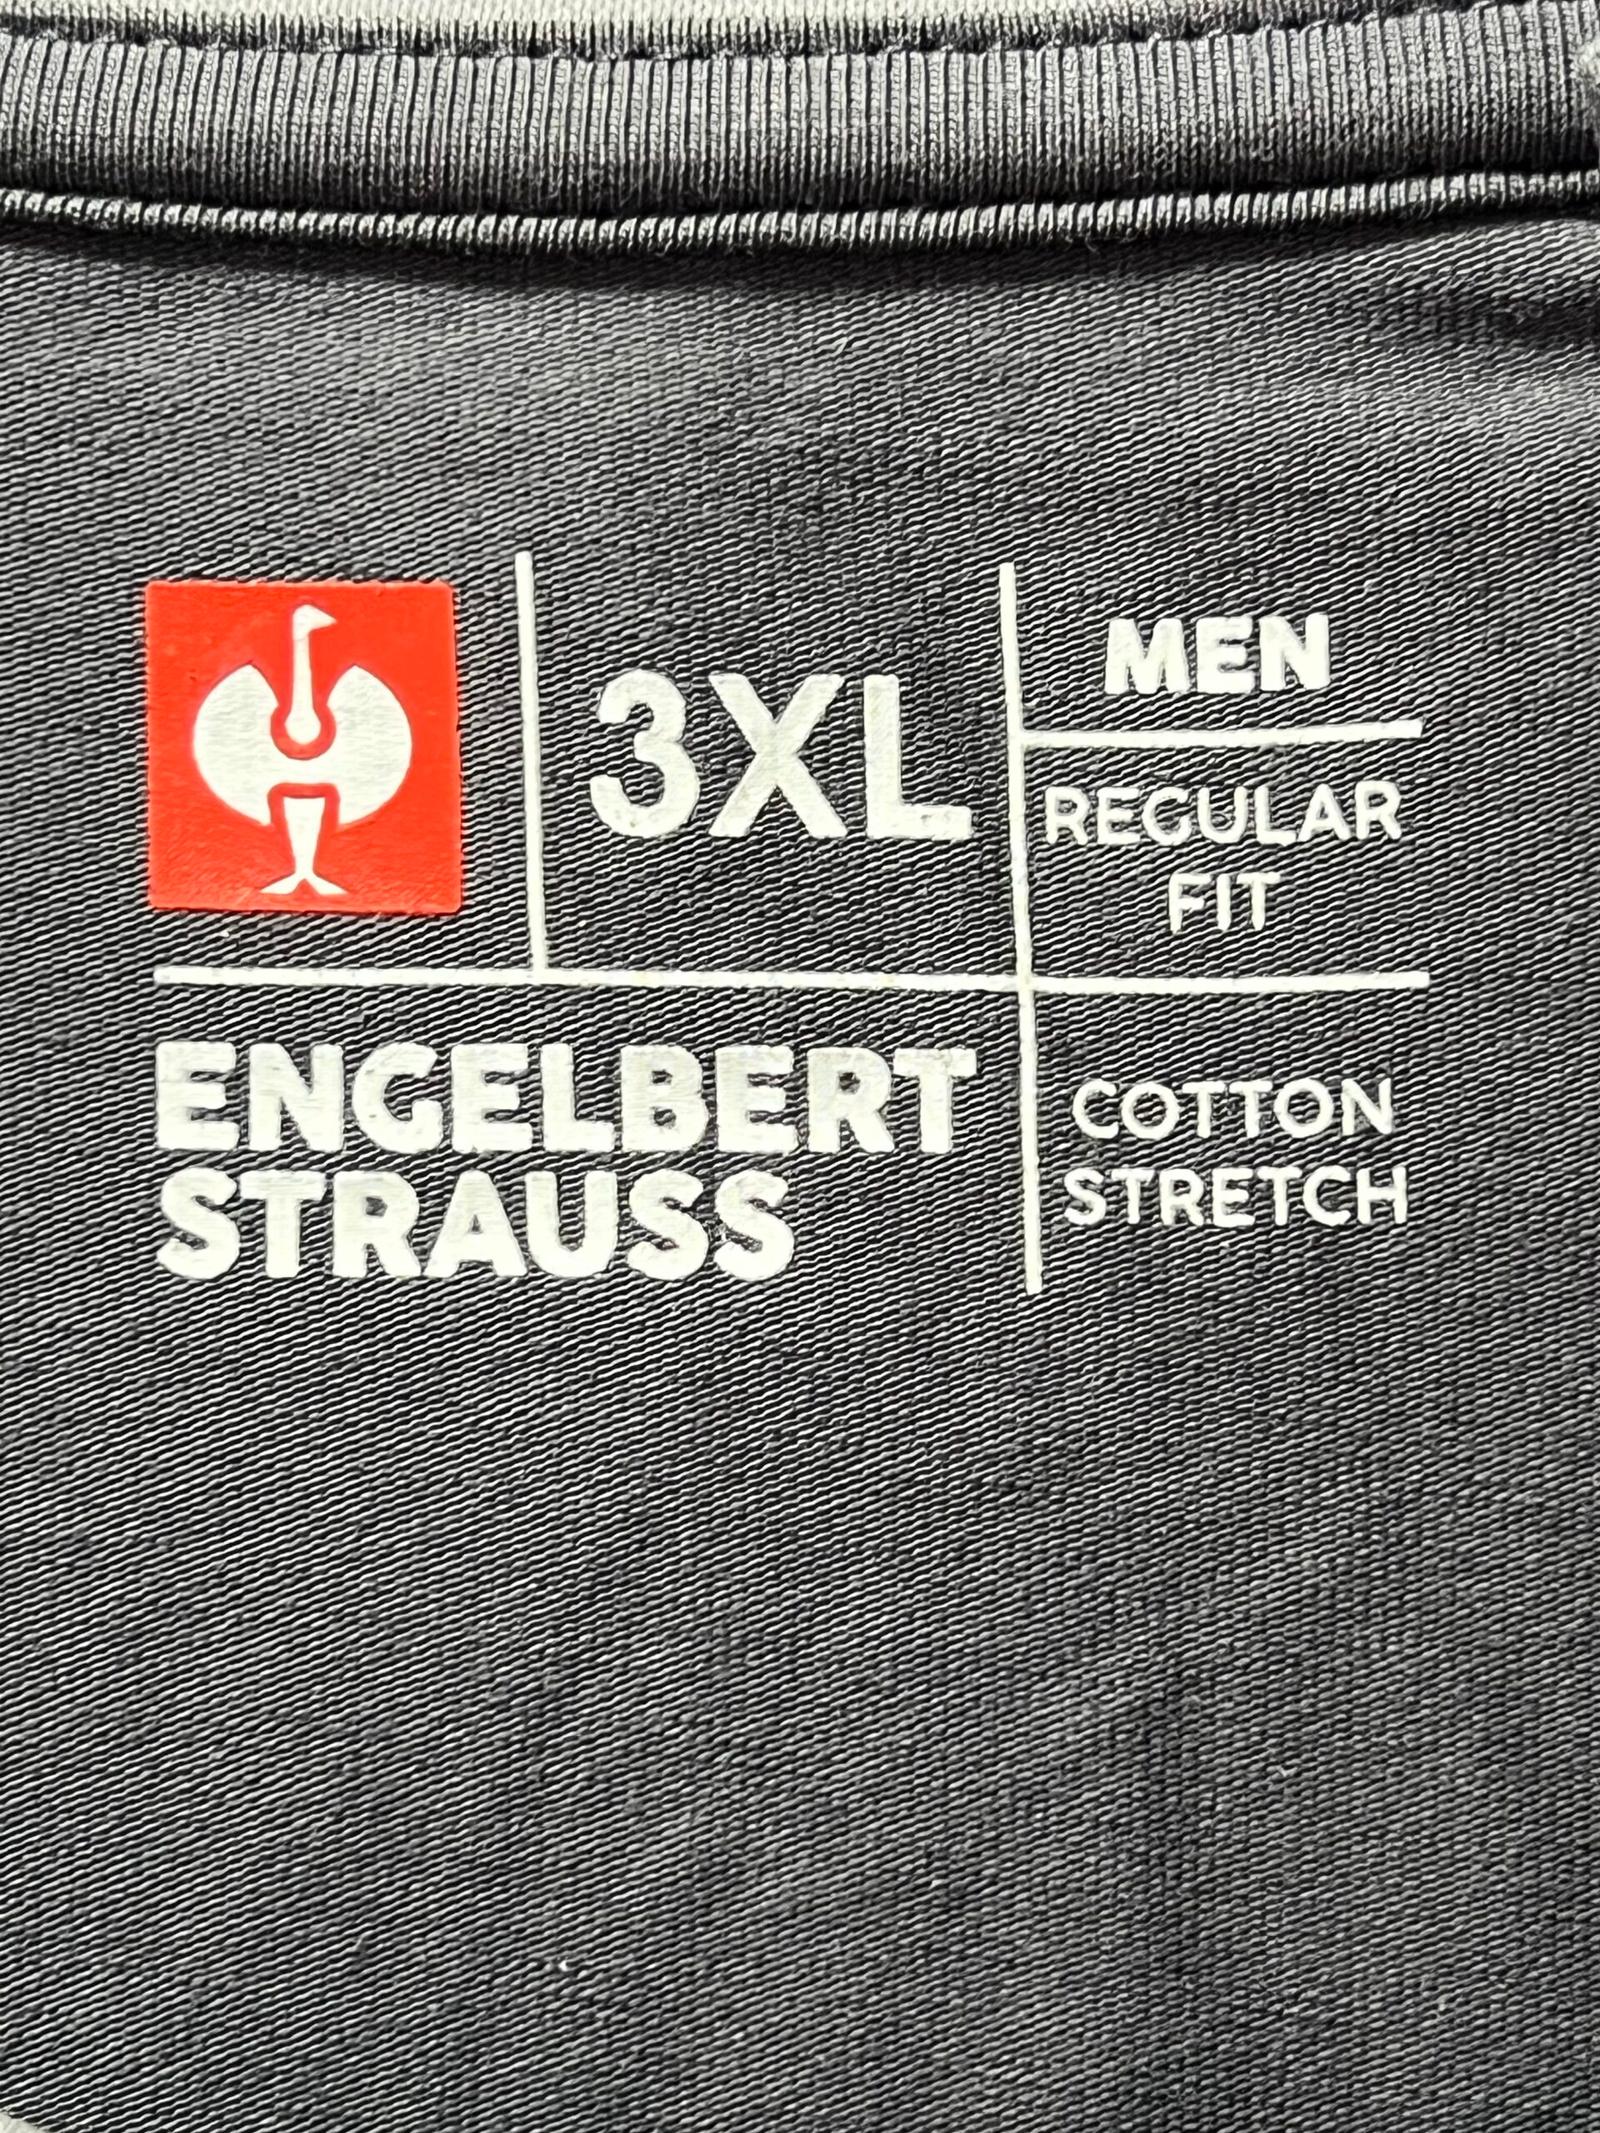 3XL
MEN
REGULAR
FIT
ENGELBERT
STRAUSS
COTTON
STRETCH